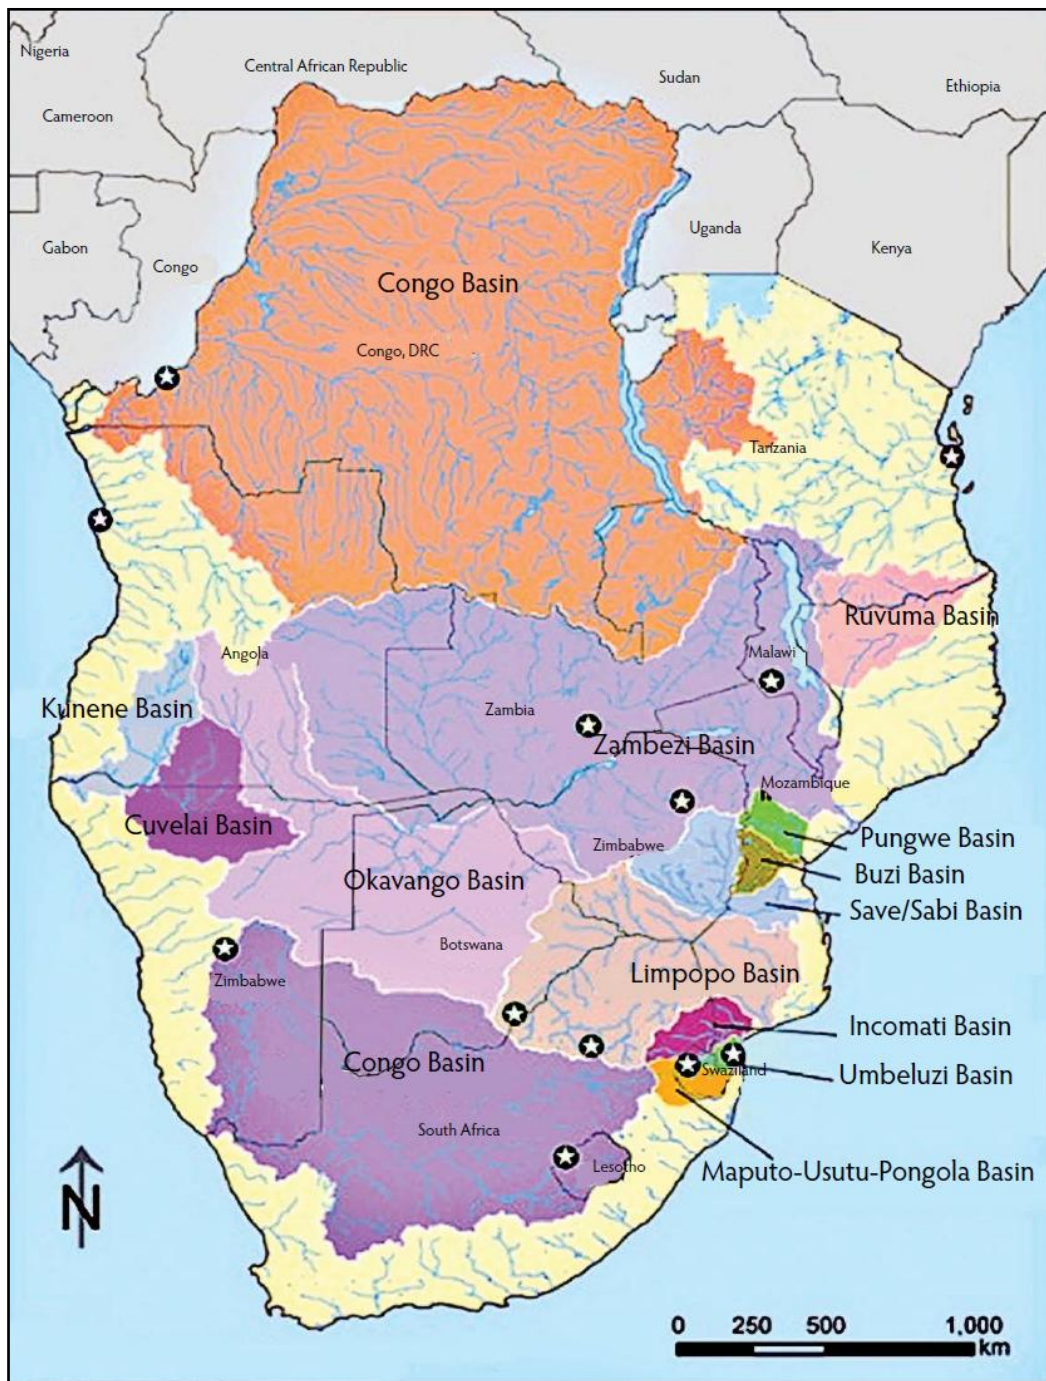 Nigeria
Central African Republic
Sudan
Ethiopia
Cameroon
Uganda
Gabon
Congo
Kenya
Congo Basin
Congo, DRC
Tanzania
Ruvuma Basin
Angola
Malawi
Kunene Basin
Zambia
Zambezi Basin
Mozambique
Cuvelai Basin
Zimbabwe
Pungwe Basin
Buzi Basin
Okavango Basin
Save/Sabi Basin
Botswana
Zimbabwe
Limpopo Basin
Incomati Basin
Congo Basin
Swaziland
Umbeluzi Basin
South Africa
Lesotho
Maputo-Usutu-Pongola Basin
N
0 250 500 1,000
km